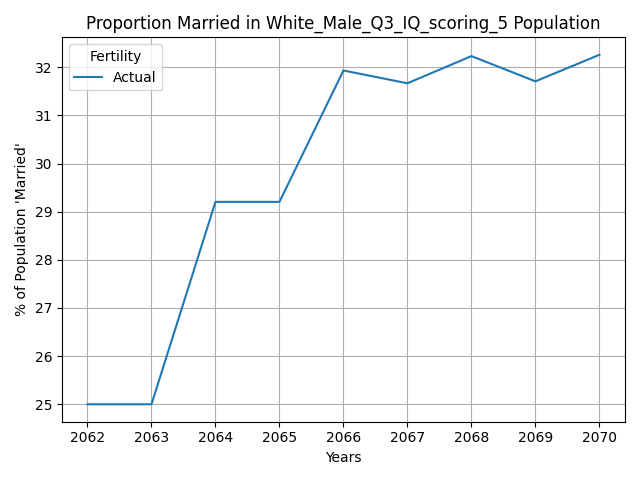 Proportion Married in White_Male_Q3_IQ_scoring_5 Population
Fertility
Actual
% of Population 'Married'
32
31
30
29
28
27
26
25
2062 2063 2064 2065 2066 2067 2068 2069 2070
Years